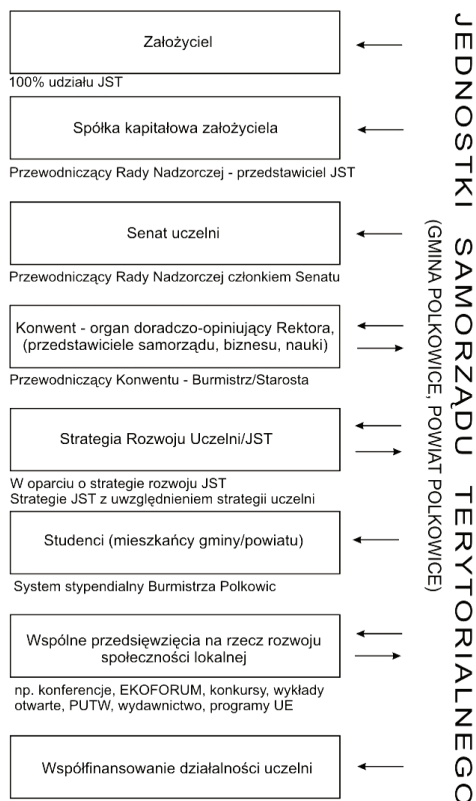 Założyciel
100% udziału JST
Spółka kapitałowa założyciela
Przewodniczący Rady Nadzorczej - przedstawiciel JST
Senat uczelni
Przewodniczący Rady Nadzorczej członkiem Senatu
Konwent - organ doradczo-opiniujący Rektora,
(przedstawiciele samorządu, biznesu, nauki)
Przewodniczący Konwentu - Burmistrz/Starosta
Strategia Rozwoju Uczelni/JST
W oparciu o strategie rozwoju JST
Strategie JST z uwzględnieniem strategii uczelni
Studenci (mieszkańcy gminy/powiatu)
System stypendialny Burmistrza Polkowic
Wspólne przedsięwzięcia na rzecz rozwoju
społeczności lokalnej
np. konferencje, EKOFORUM, konkursy, wykłady
otwarte, PUTW, wydawnictwo, programy UE
Współfinansowanie działalności uczelni
JEDNOSTKI SAMORZĄDU TERYTORIALNEGO
(GMINA POLKOWICE, POWIAT POLKOWICE)